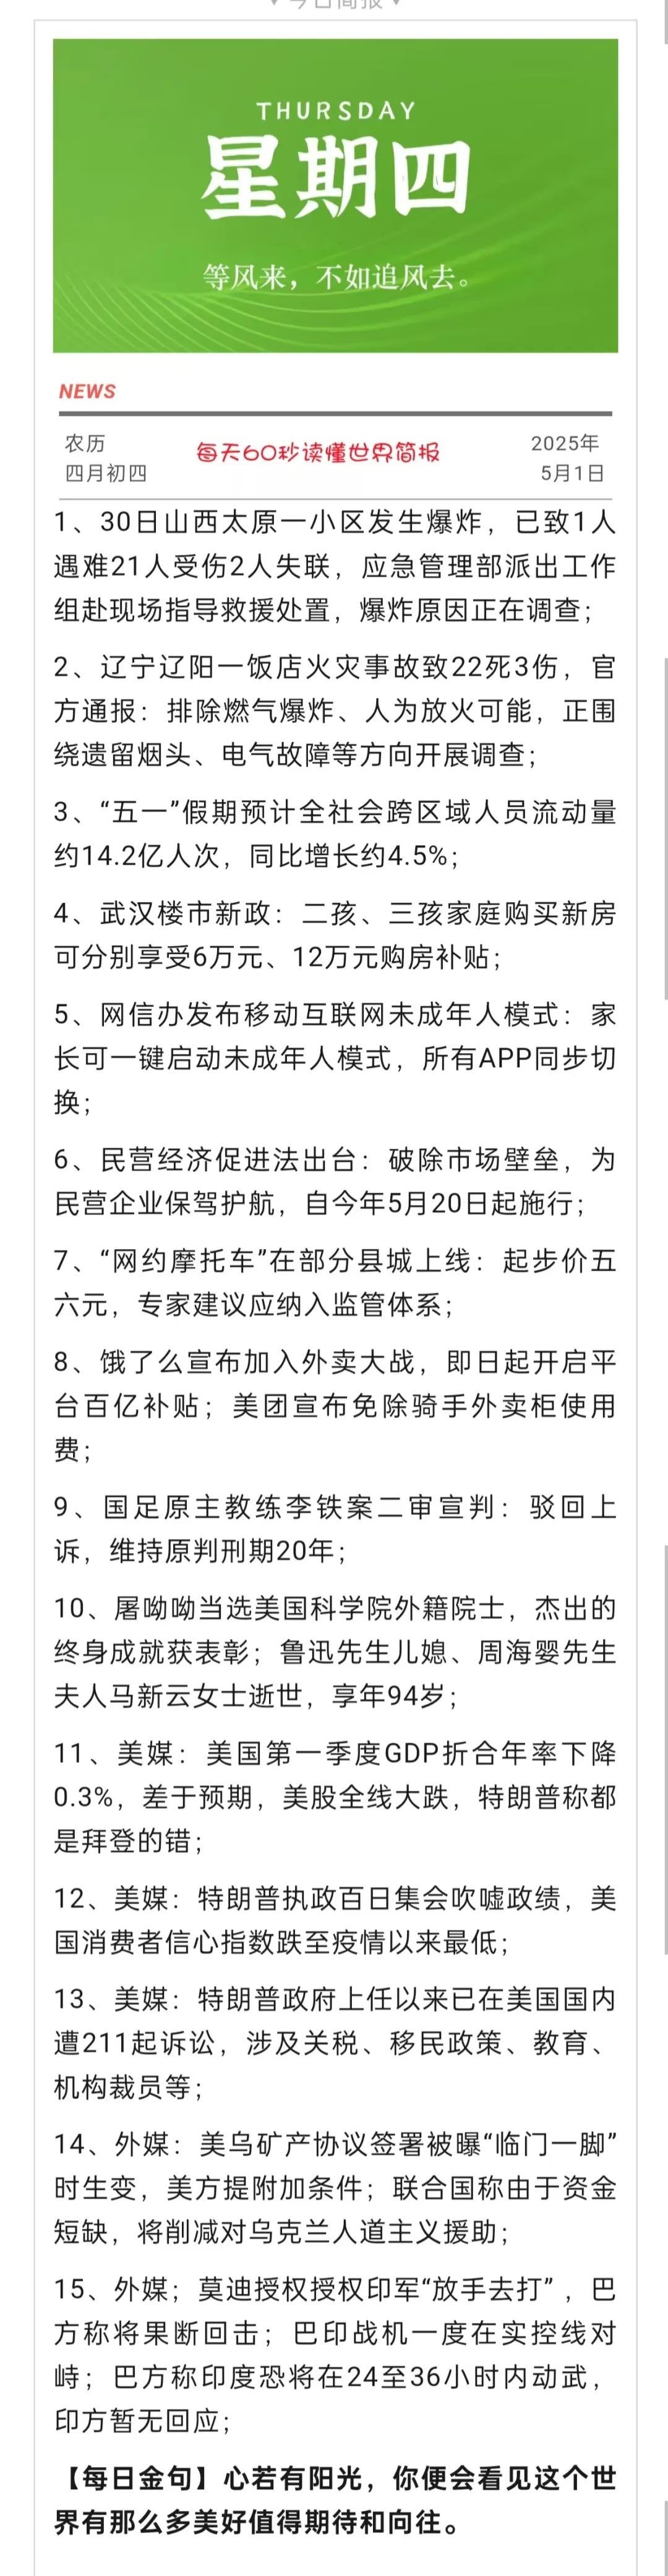 ▼今日简报▼
THURSDAY
星期四
等风来，不如追风去。
NEWS
农历
四月初四
每天60秒读懂世界简报
2025年
5月1日
1、30日山西太原一小区发生爆炸，已致1人
遇难21人受伤2人失联，应急管理部派出工作
组赴现场指导救援处置，爆炸原因正在调查；
2、辽宁辽阳一饭店火灾事故致22死3伤，官
方通报：排除燃气爆炸、人为放火可能，正围
绕遗留烟头、电气故障等方向开展调查；
3、“五一”假期预计全社会跨区域人员流动量
约14.2亿人次，同比增长约4.5%；
4、武汉楼市新政：二孩、三孩家庭购买新房
可分别享受6万元、12万元购房补贴；
5、网信办发布移动互联网未成年人模式：家
长可一键启动未成年人模式，所有APP同步切
换；
6、民营经济促进法出台：破除市场壁垒，为
民营企业保驾护航，自今年5月20日起施行；
7、“网约摩托车”在部分县城上线：起步价五
六元，专家建议应纳入监管体系；
8、饿了么宣布加入外卖大战，即日起开启平
台百亿补贴；美团宣布免除骑手外卖柜使用
费；
9、国足原主教练李铁案二审宣判：驳回上
诉，维持原判刑期20年；
10、屠呦呦当选美国科学院外籍院士，杰出的
终身成就获表彰；鲁迅先生儿媳、周海婴先生
夫人马新云女士逝世，享年94岁；
11、美媒：美国第一季度GDP折合年率下降
0.3%，差于预期，美股全线大跌，特朗普称都
是拜登的错；
12、美媒：特朗普执政百日集会吹嘘政绩，美
国消费者信心指数跌至疫情以来最低；
13、美媒：特朗普政府上任以来已在美国国内
遭211起诉讼，涉及关税、移民政策、教育、
机构裁员等；
14、外媒：美乌矿产协议签署被曝“临门一脚”
时生变，美方提附加条件；联合国称由于资金
短缺，将削减对乌克兰人道主义援助；
15、外媒；莫迪授权授权印军“放手去打”，巴
方称将果断回击；巴印战机一度在实控线对
峙；巴方称印度恐将在24至36小时内动武，
印方暂无回应；
【每日金句】心若有阳光，你便会看见这个世
界有那么多美好值得期待和向往。